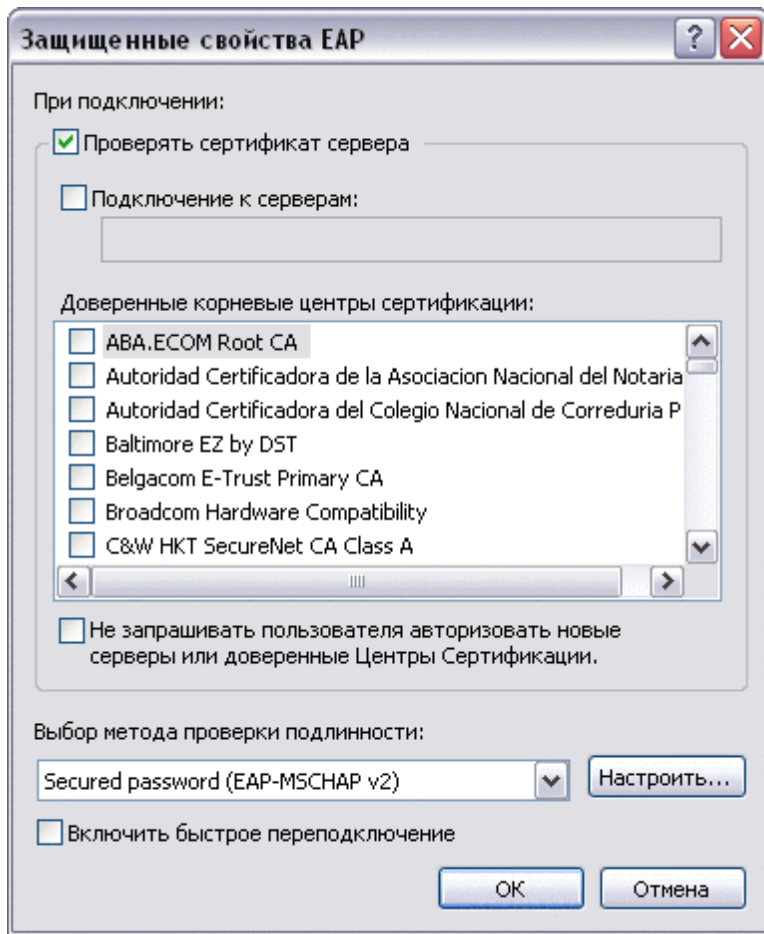 Защищенные свойства EAP
При подключении:
Проверять сертификат сервера
Подключение к серверам:
Доверенные корневые центры сертификации:
ABA.ECOM Root CA
Autoridad Certificadora de la Asociacion Nacional del Notaria
Autoridad Certificadora del Colegio Nacional de Correduria P
Baltimore EZ by DST
Belgacom E-Trust Primary CA
Broadcom Hardware Compatibility
C&W HKT SecureNet CA Class A
Не запрашивать пользователя авторизовать новые
серверы или доверенные Центры Сертификации.
Выбор метода проверки подлинности:
Secured password (EAP-MSCHAP v2)
Настроить...
Включить быстрое переподключение
ОК
Отмена